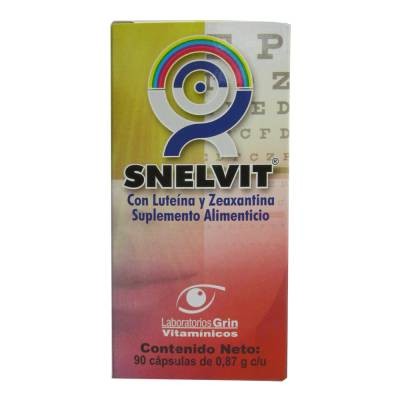 E P
Z
E D
C F D
F C Z P
SNELVIT®
Con Luteína y Zeaxantina
Suplemento Alimenticio
Laboratorios Grin
Vitamínicos
Contenido Neto:
90 cápsulas de 0,87 g c/u